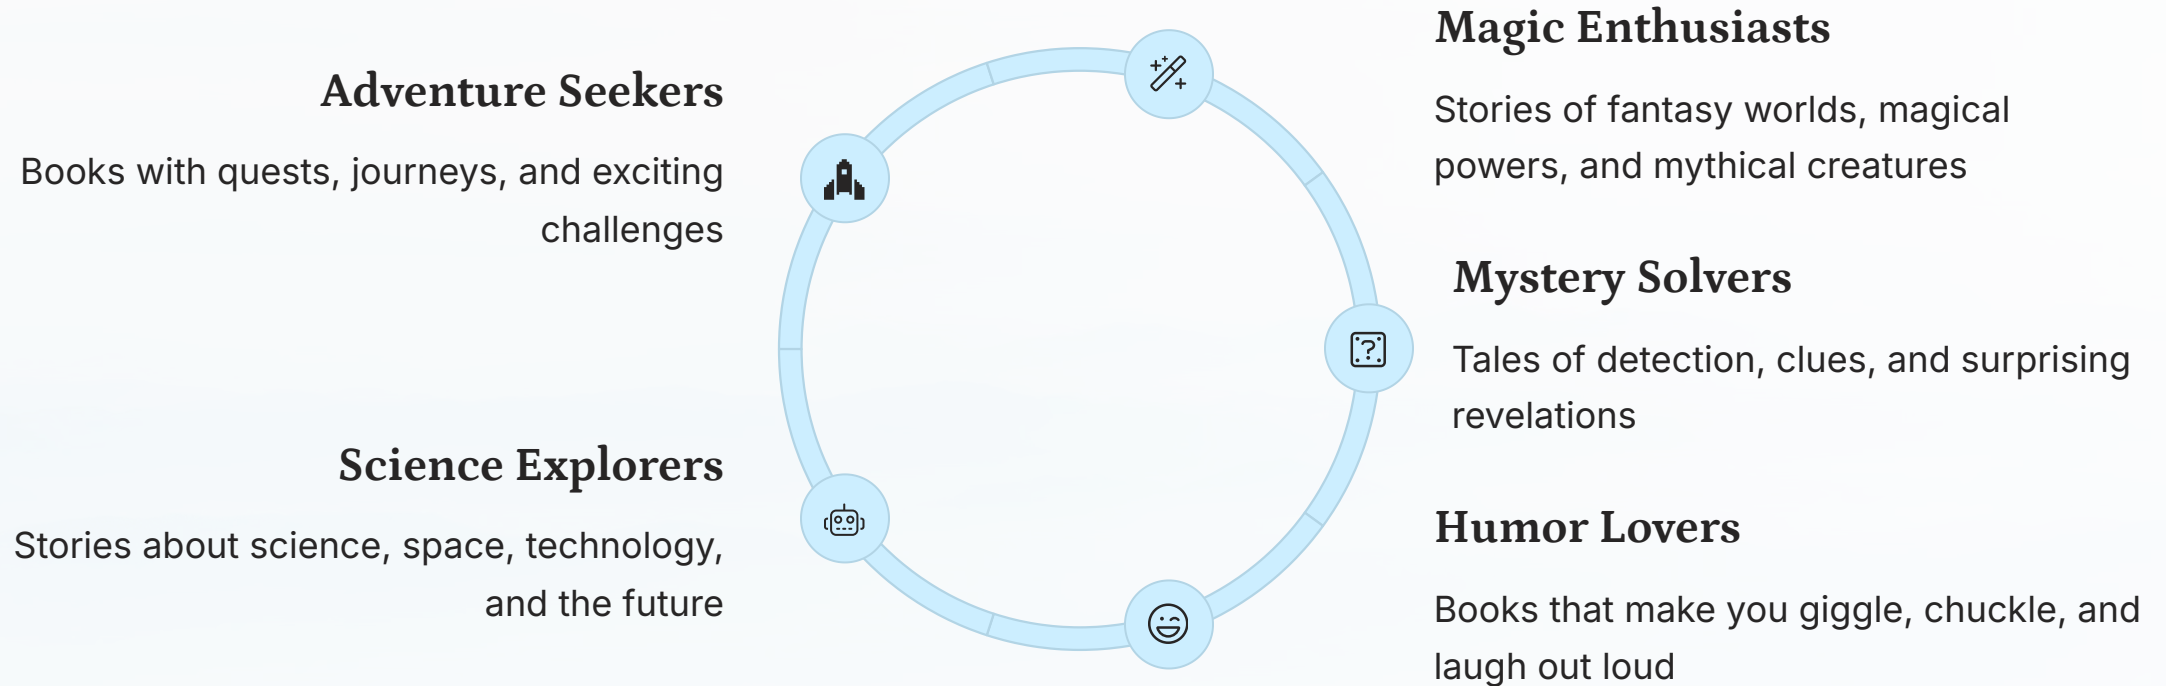 Adventure Seekers
Books with quests, journeys, and exciting
challenges
Science Explorers
Stories about science, space, technology,
and the future
Magic Enthusiasts
Stories of fantasy worlds, magical
powers, and mythical creatures
Mystery Solvers
Tales of detection, clues, and surprising
revelations
Humor Lovers
Books that make you giggle, chuckle, and
laugh out loud